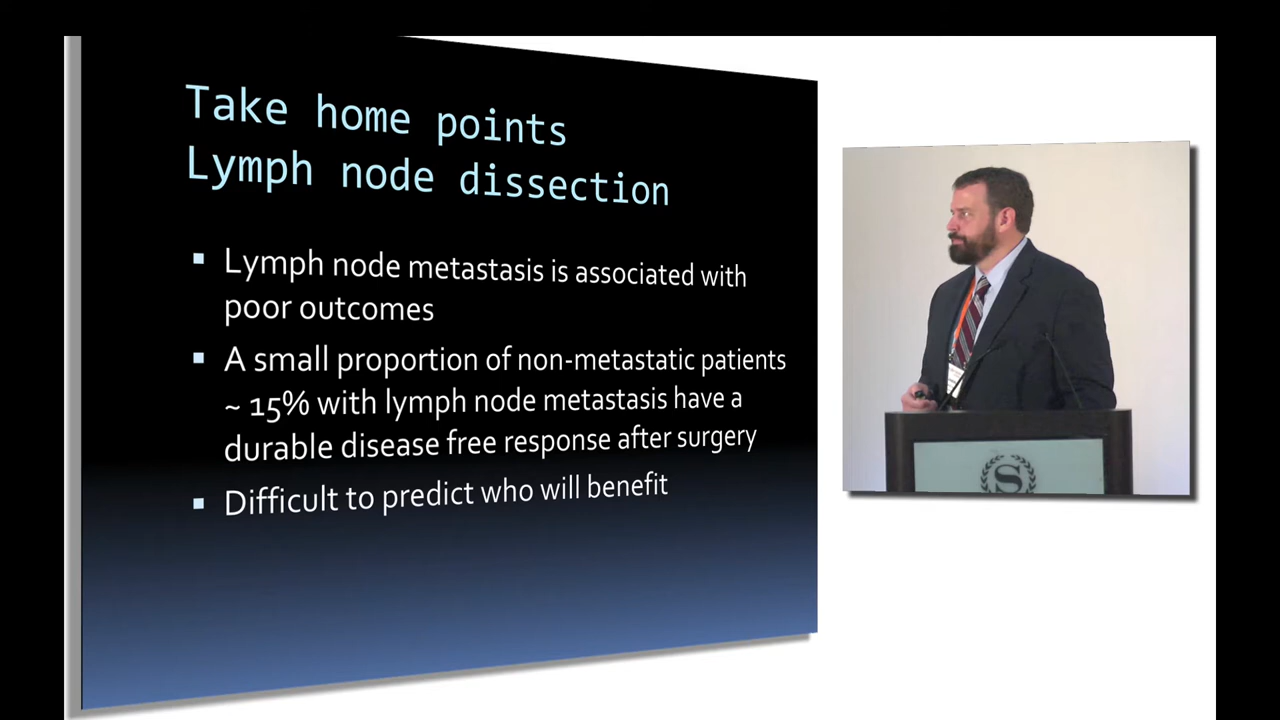 Take home points
Lymph node dissection
Lymph node metastasis is associated with
poor outcomes
A small proportion of non-metastatic patients
~ 15% with lymph node metastasis have a
durable disease free response after surgery
Difficult to predict who will benefit
S